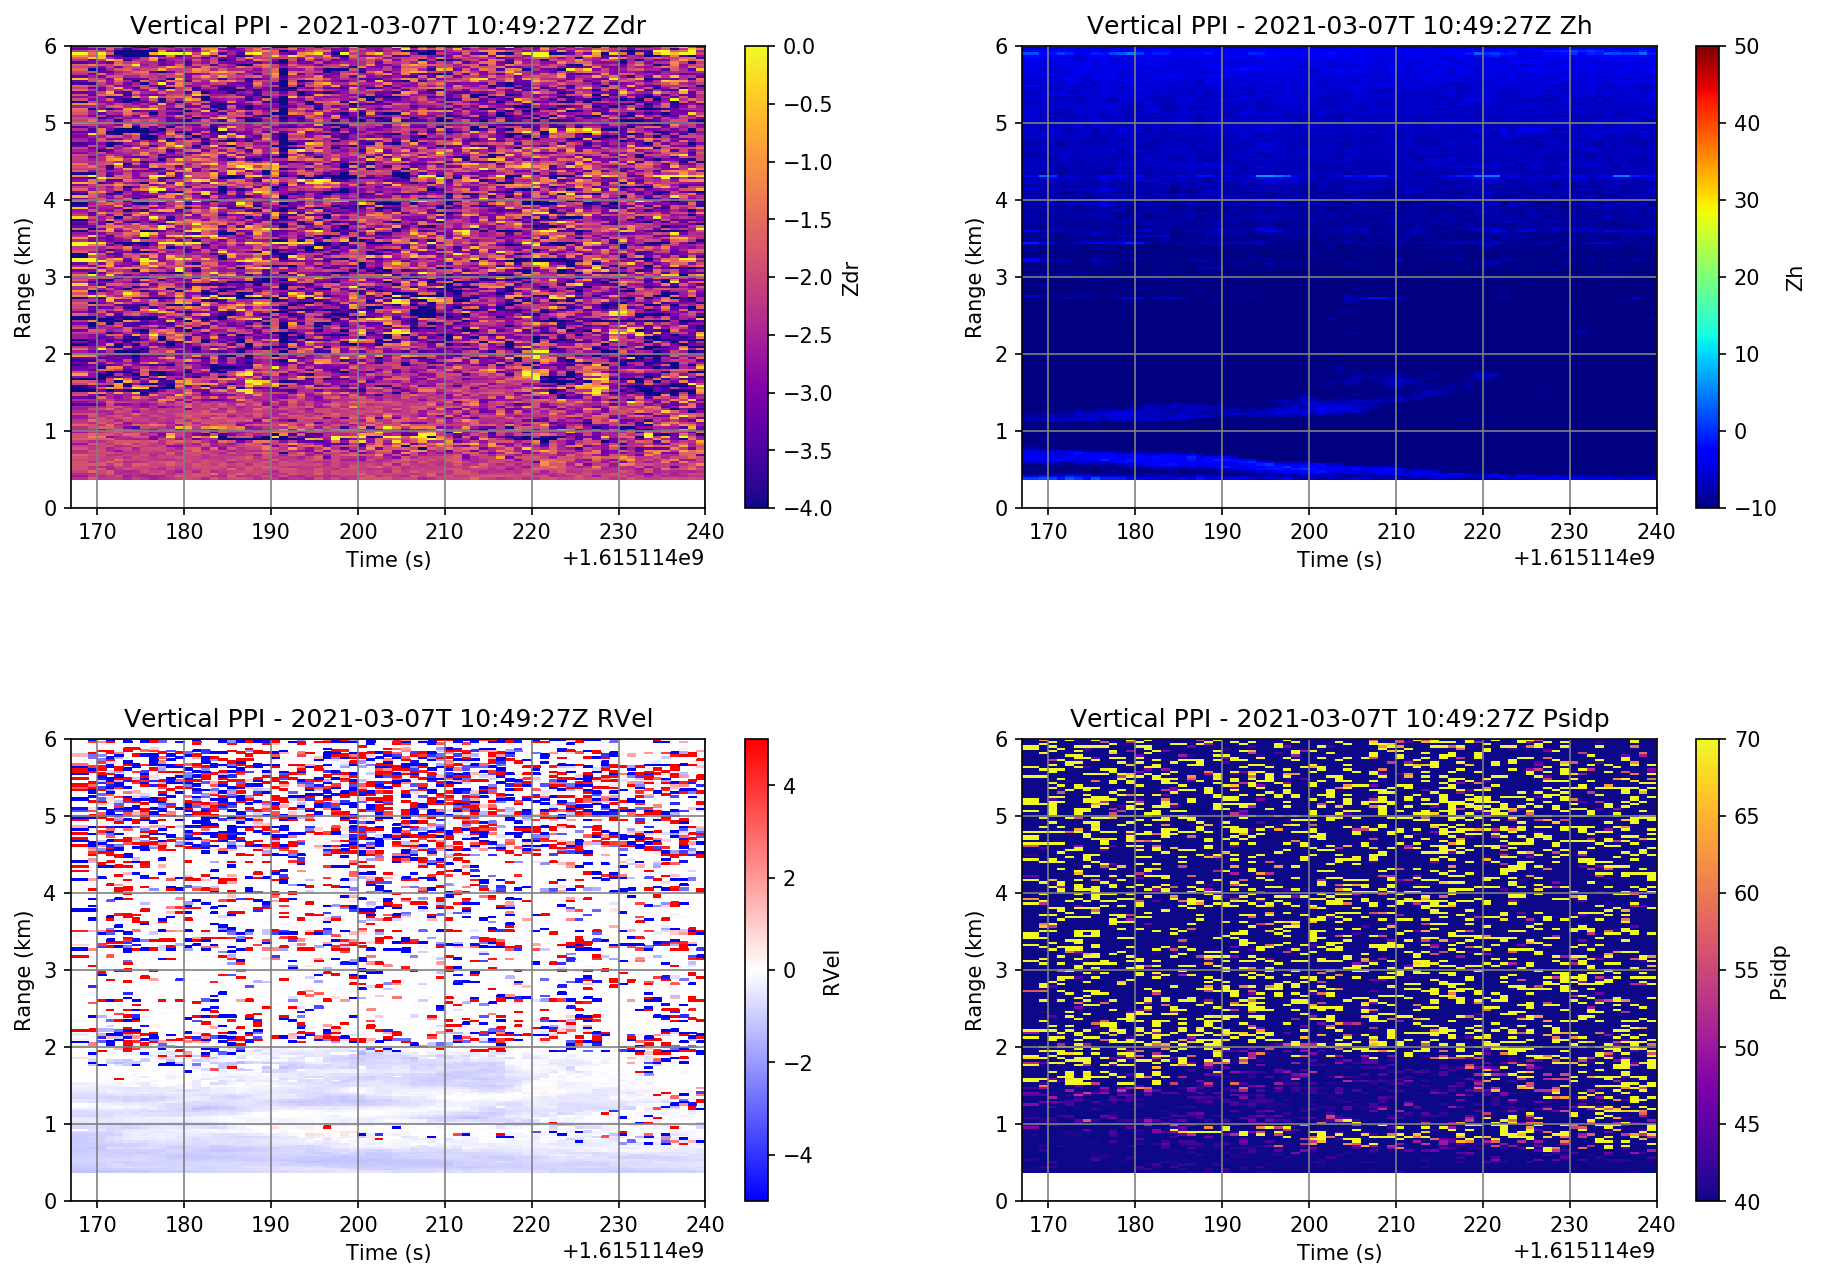 Vertical PPI - 2021-03-07T 10:49:27Z Zdr
6
5
4
3
2
1
0
Range (km)
170 180 190 200 210 220 230 240
Time (s)
+1.615114e9
0.0
−0.5
−1.0
−1.5
−2.0
−2.5
−3.0
−3.5
−4.0
Zdr
Vertical PPI - 2021-03-07T 10:49:27Z Zh
6
5
4
3
2
1
0
Range (km)
170 180 190 200 210 220 230 240
Time (s)
+1.615114e9
50
40
30
20
10
0
−10
Zh
Vertical PPI - 2021-03-07T 10:49:27Z RVel
6
5
4
3
2
1
0
Range (km)
170 180 190 200 210 220 230 240
Time (s)
+1.615114e9
4
2
0
−2
−4
RVel
Vertical PPI - 2021-03-07T 10:49:27Z Psidp
6
5
4
3
2
1
0
Range (km)
170 180 190 200 210 220 230 240
Time (s)
+1.615114e9
70
65
60
55
50
45
40
Psidp